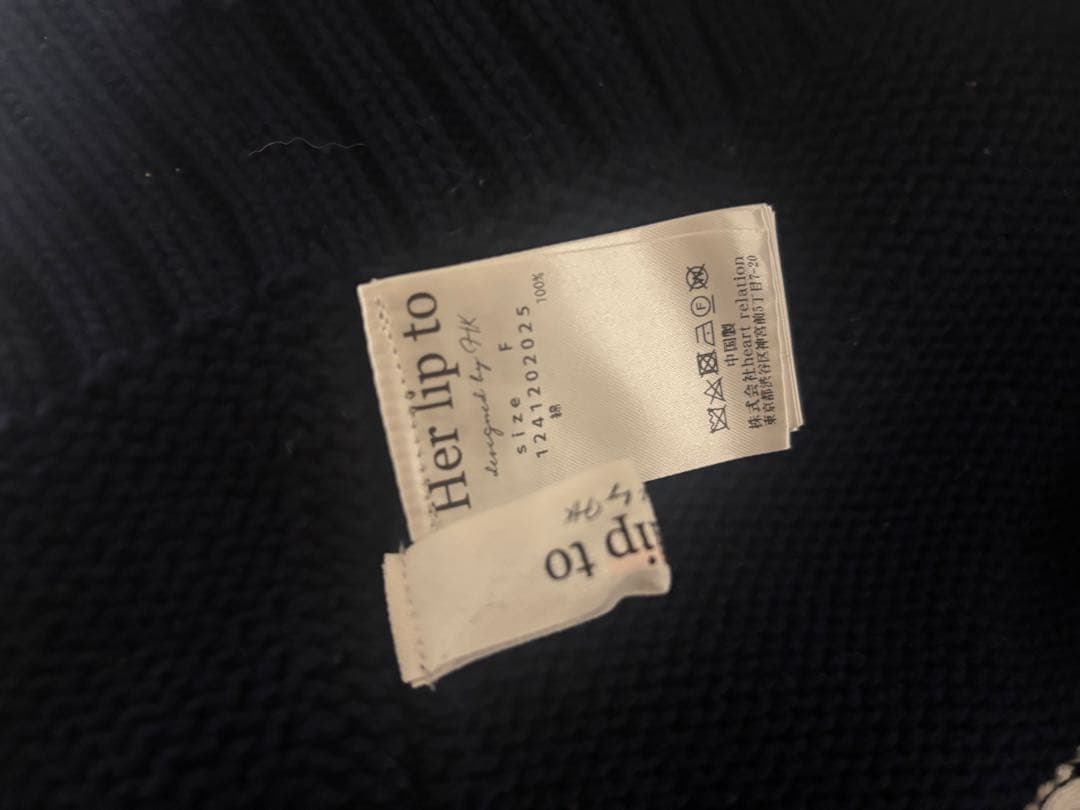 Her lip to
designed by HK
size F
1241202025
綿 100%
中国製
株式会社heart relation
東京都渋谷区神宮前5丁目7-20
lip to